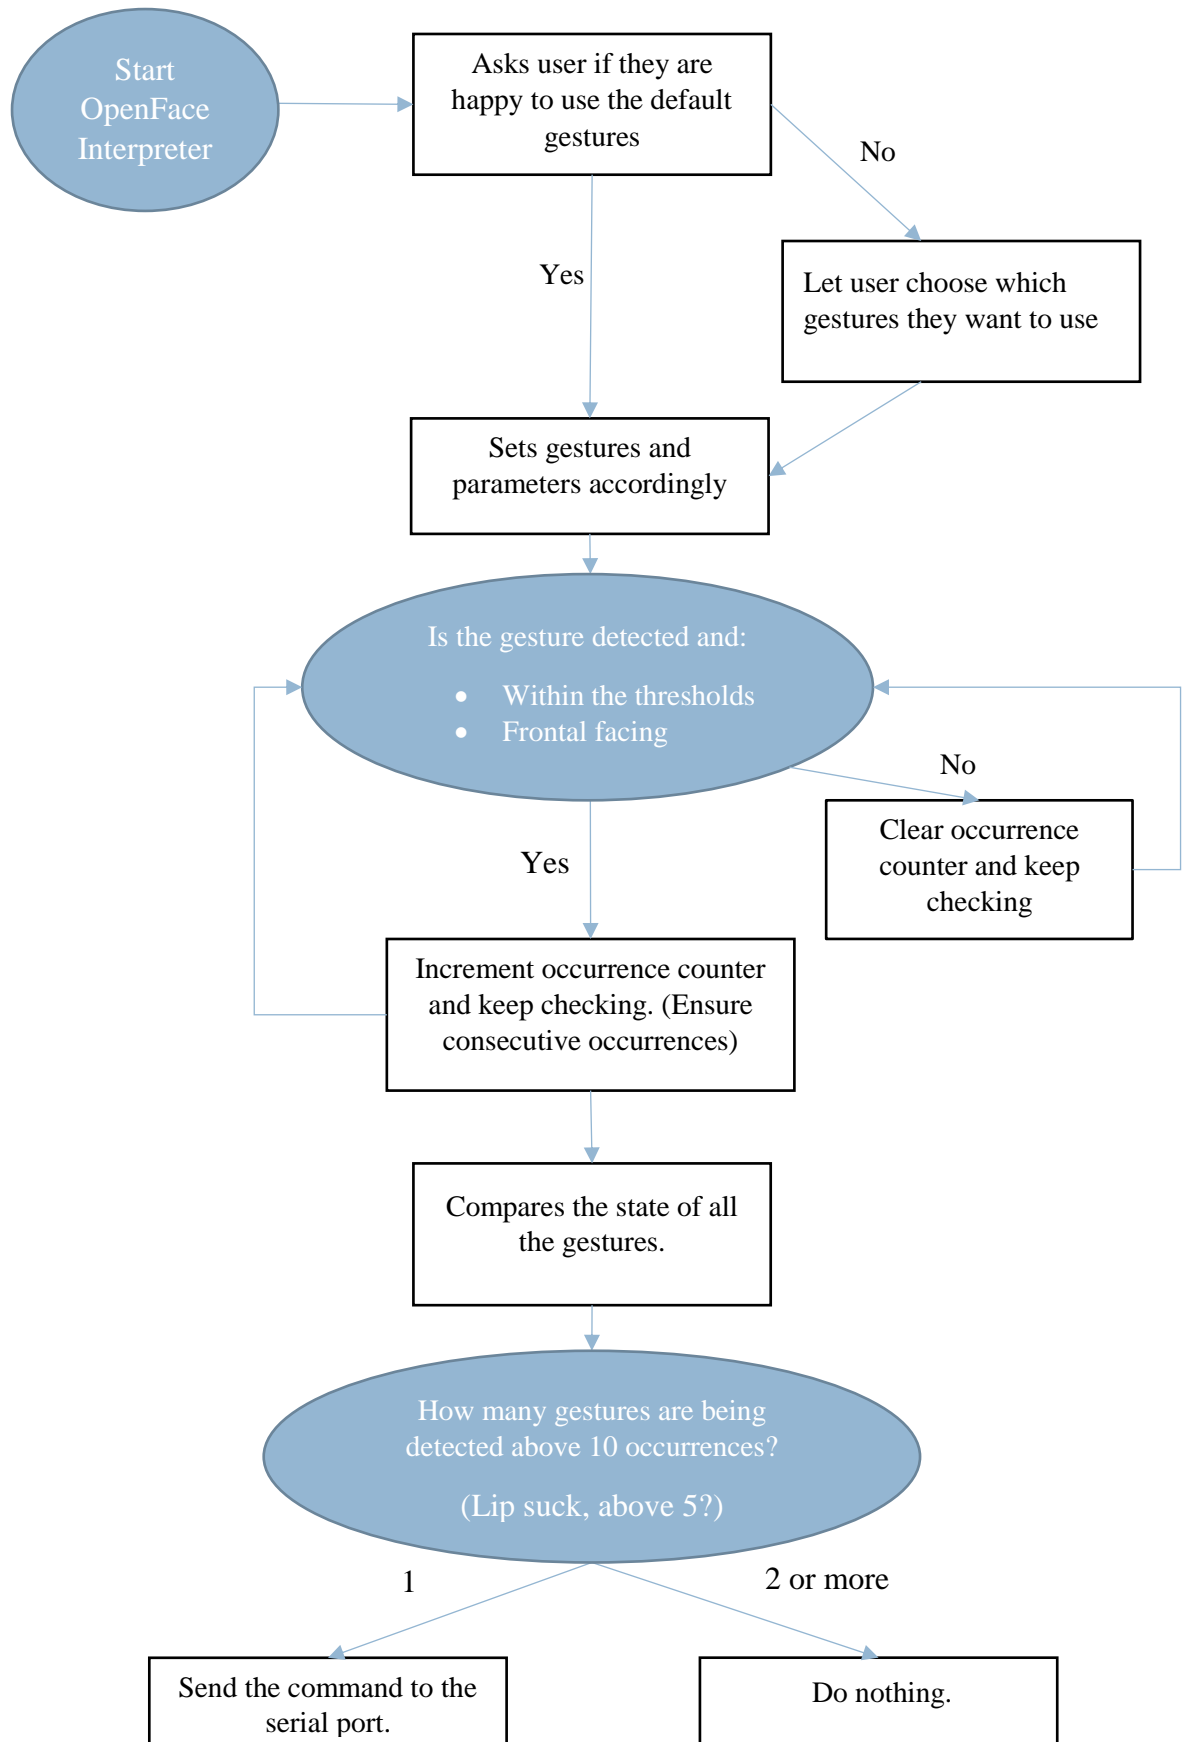 Start
OpenFace
Interpreter
Asks user if they are
happy to use the default
gestures
No
Yes
Let user choose which
gestures they want to use
Sets gestures and
parameters accordingly
Is the gesture detected and:
• Within the thresholds
• Frontal facing
No
Yes
Clear occurrence
counter and keep
checking
Increment occurrence counter
and keep checking. (Ensure
consecutive occurrences)
Compares the state of all
the gestures.
How many gestures are being
detected above 10 occurrences?
(Lip suck, above 5?)
1
2 or more
Send the command to the
serial port.
Do nothing.